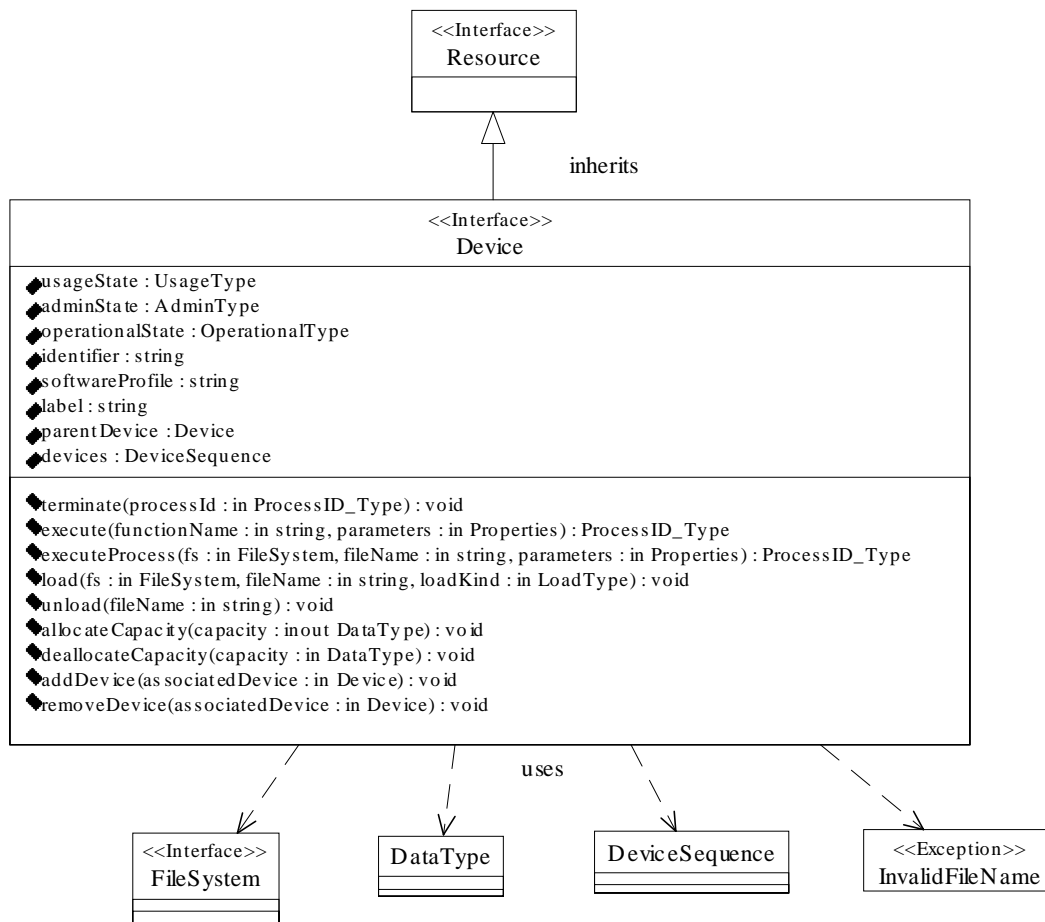 <<Interface>>
Resource
inherits
<<Interface>>
Device
usageState : UsageType
adminState : AdminType
operationalState : OperationalType
identifier : string
softwareProfile : string
label : string
parentDevice : Device
devices : DeviceSequence
terminate(processId : in ProcessID_Type) : void
execute(functionName : in string, parameters : in Properties) : ProcessID_Type
executeProcess(fs : in FileSystem, fileName : in string, parameters : in Properties) : ProcessID_Type
load(fs : in FileSystem, fileName : in string, loadKind : in LoadType) : void
unload(fileName : in string) : void
allocateCapacity(capacity : inout DataType) : void
deallocateCapacity(capacity : in DataType) : void
addDevice(associatedDevice : in Device) : void
removeDevice(associatedDevice : in Device) : void
uses
<<Interface>>
FileSystem
DataType
DeviceSequence
<<Exception>>
InvalidFileName